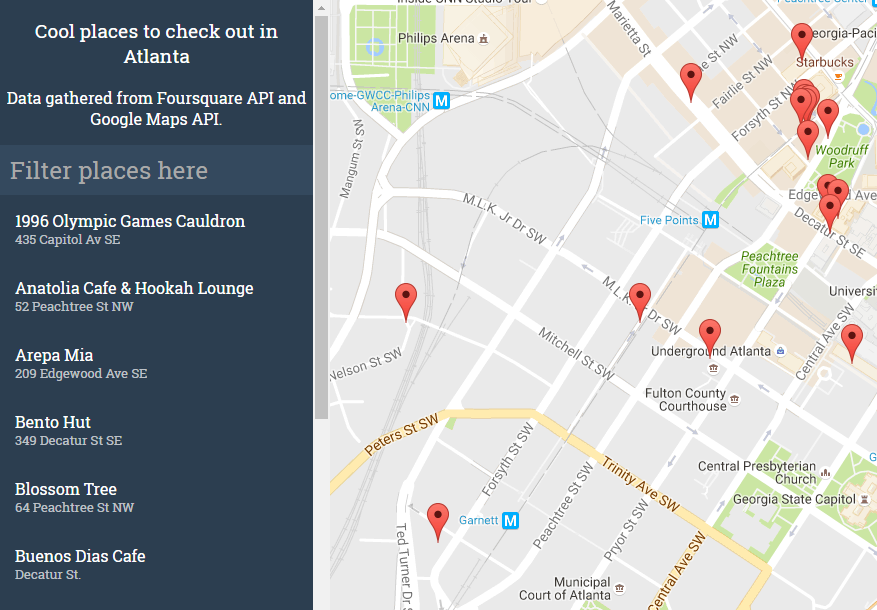 Cool places to check out in
Atlanta
Data gathered from Foursquare API and
Google Maps API.
Filter places here
1996 Olympic Games Cauldron
435 Capitol Av SE
Anatolia Cafe & Hookah Lounge
52 Peachtree St NW
Arepa Mia
209 Edgewood Ave SE
Bento Hut
349 Decatur St SE
Blossom Tree
64 Peachtree St NW
Buenos Dias Cafe
Decatur St.
Inside CNN Studio Tour
Peachtree Center
Marietta St
Philips Arena
Georgia-Paci
Starbucks
Fairlie St NW
Forsyth St NW
ome-GWCC-Philips
Arena-CNN
M
Mangum St SW
Woodruff
Park
Edgewood Ave
Decatur St SE
M.L.K. Jr Dr SW
Five Points M
Peachtree
Fountains
Plaza
M.L.K. Jr Dr SW
Universi
Central Ave SW
Mitchell St SW
Underground Atlanta
Nelson St SW
Fulton County
Courthouse
Peters St SW
Forsyth St SW
Trinity Ave SW
Peachtree St SW
Pryor St SW
Central Presbyterian
Church
Georgia State Capitol
G
Garnett M
Ted Turner Dr S
Central Ave SW
Municipal
Court of Atlanta